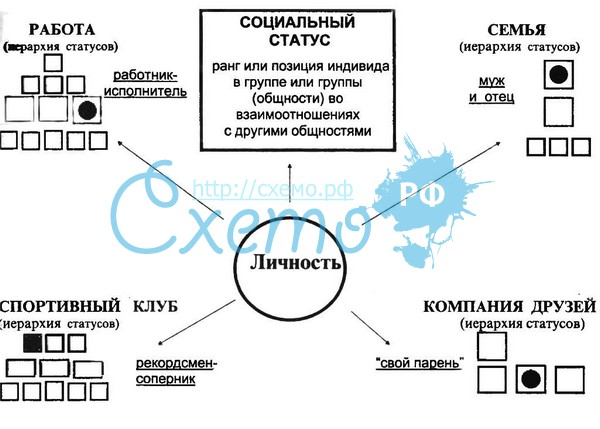 РАБОТА
(иерархия статусов)
работник-
исполнитель
СОЦИАЛЬНЫЙ
СТАТУС
ранг или позиция индивида
в группе или группы
(общности) во
взаимоотношениях
с другими общностями
СЕМЬЯ
(иерархия статусов)
муж
и отец
http://схемо.рф
Схемо
РФ
Личность
СПОРТИВНЫЙ КЛУБ
(иерархия статусов)
рекордсмен-
соперник
КОМПАНИЯ ДРУЗЕЙ
(иерархия статусов)
"свой парень"